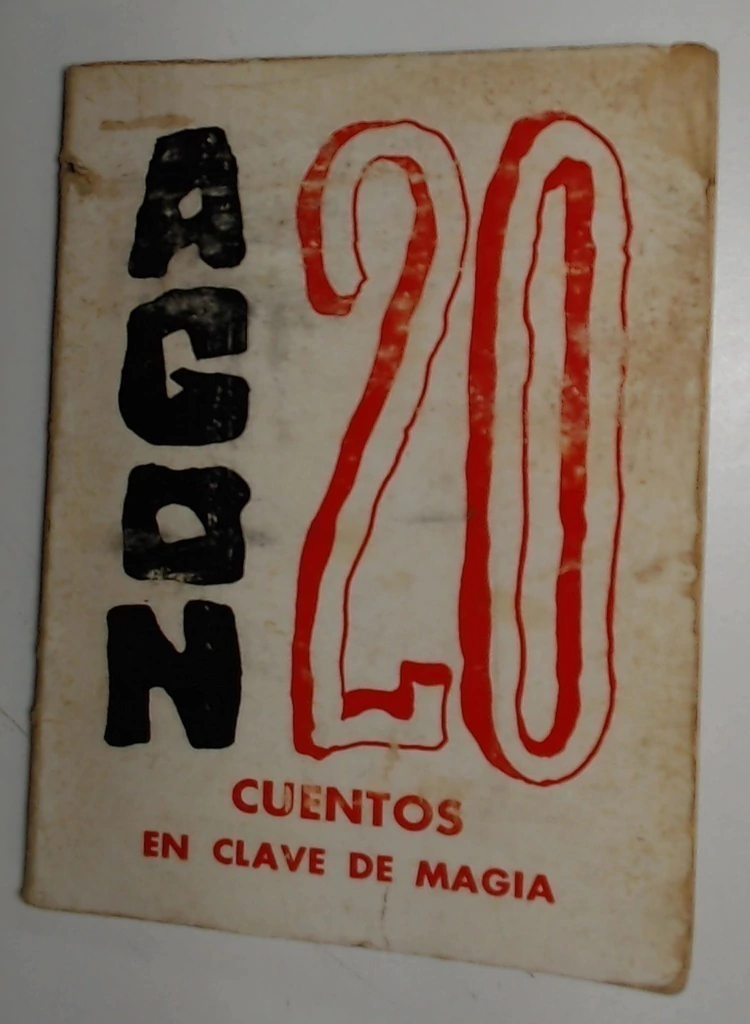 AGON
20
CUENTOS
EN CLAVE DE MAGIA